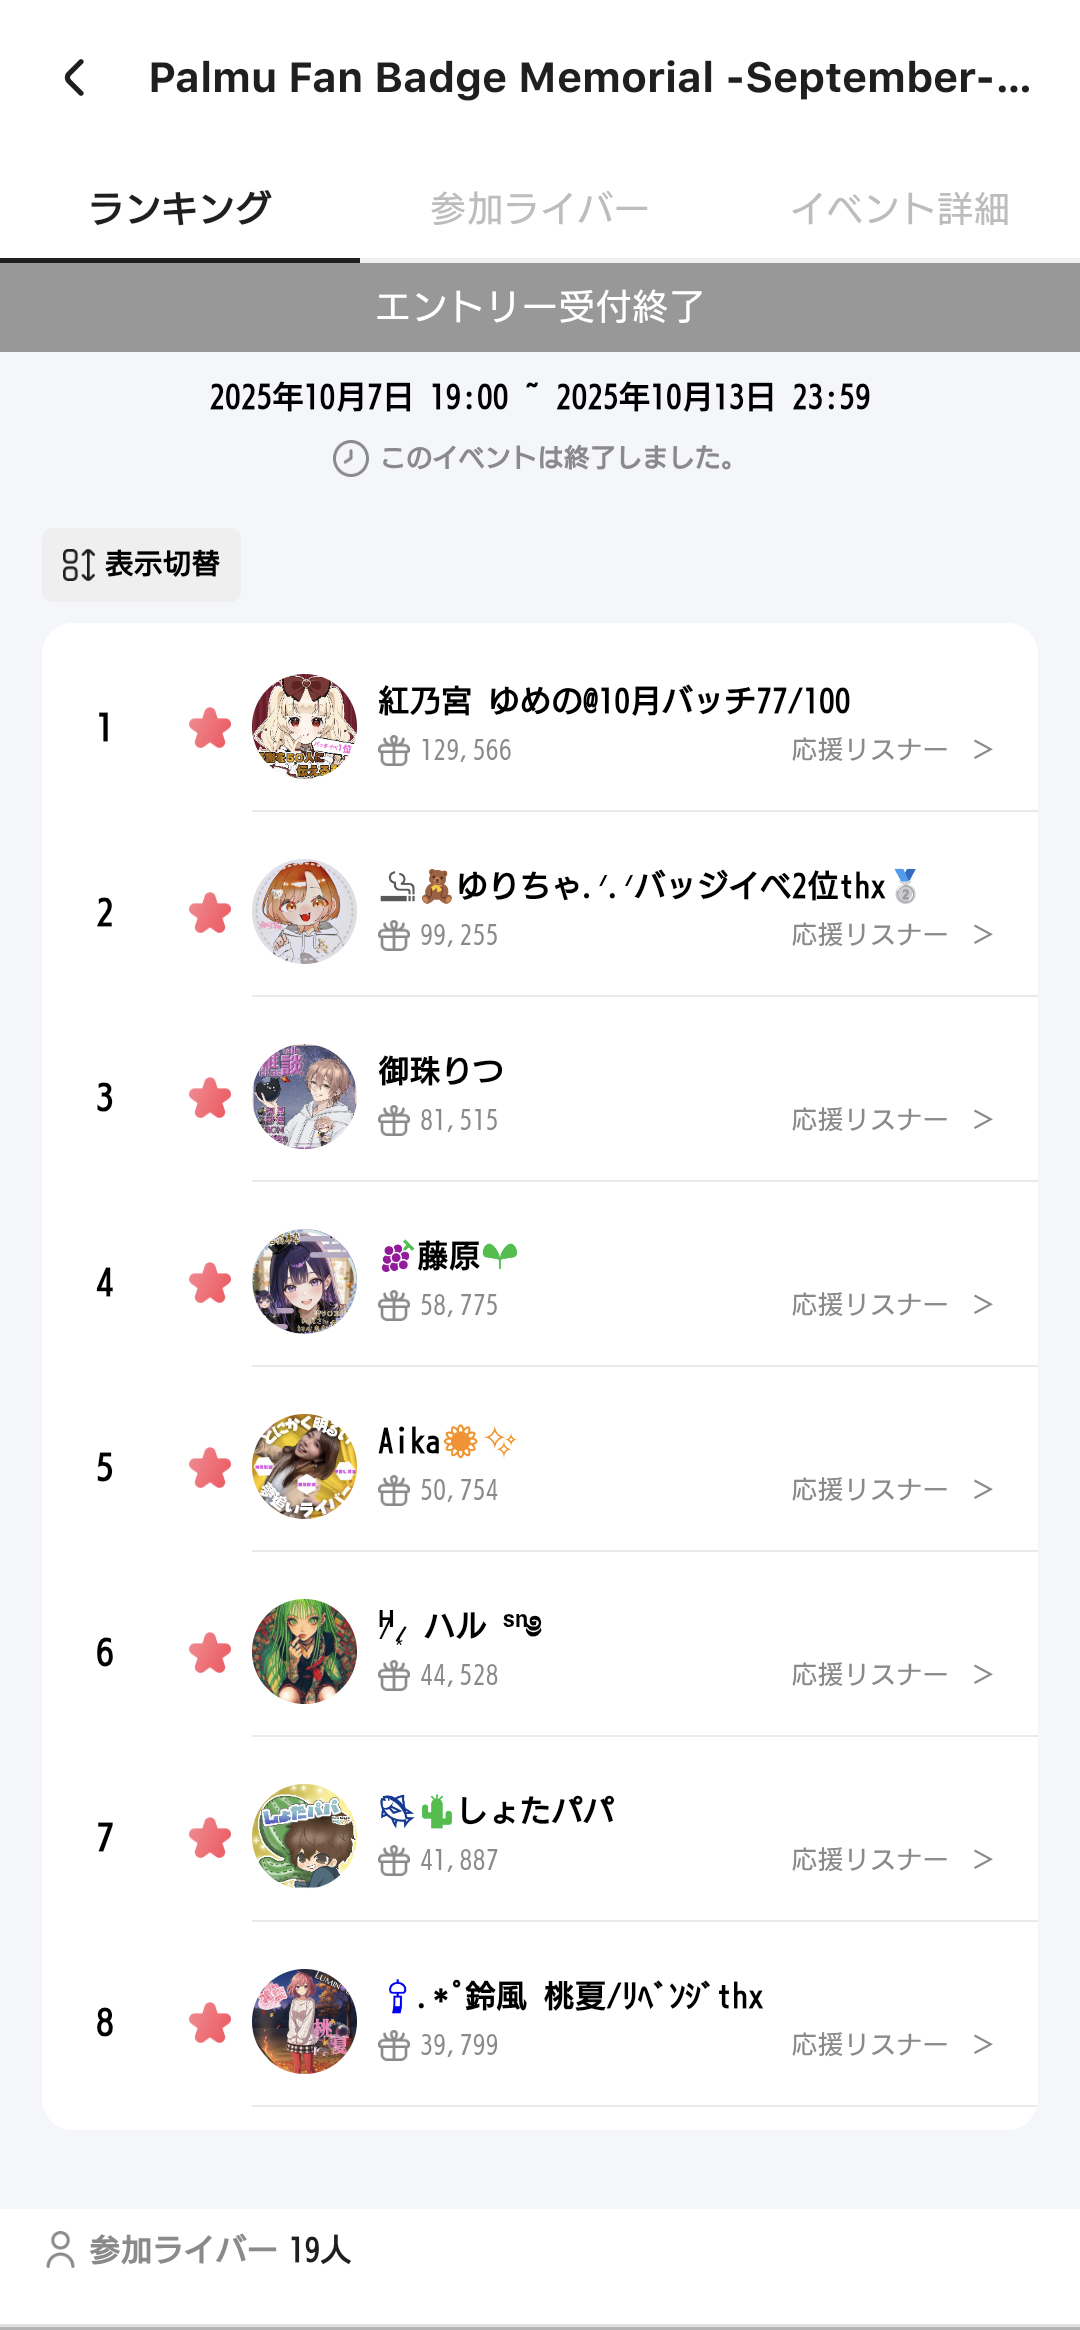 Palmu Fan Badge Memorial -September-...
ランキング 参加ライバー イベント詳細
エントリー受付終了
2025年10月7日 19:00 ~ 2025年10月13日 23:59
このイベントは終了しました。
表示切替
1 紅乃宮 ゆめの@10月バッチ77/100
129,566 応援リスナー >
2 🚬🧸ゆりちゃ.ᐟ.ᐟバッジイベ2位thx🥈
99,255 応援リスナー >
3 御珠りつ
81,515 応援リスナー >
4 🍇藤原🌱
58,775 応援リスナー >
5 Aika🌻✨
50,754 応援リスナー >
6 ハル
44,528 応援リスナー >
7 🐟🌵しょたパパ
41,887 応援リスナー >
8 🎐.*ﾟ鈴風 桃夏/ﾘﾍﾞﾝｼﾞthx
39,799 応援リスナー >
参加ライバー 19人